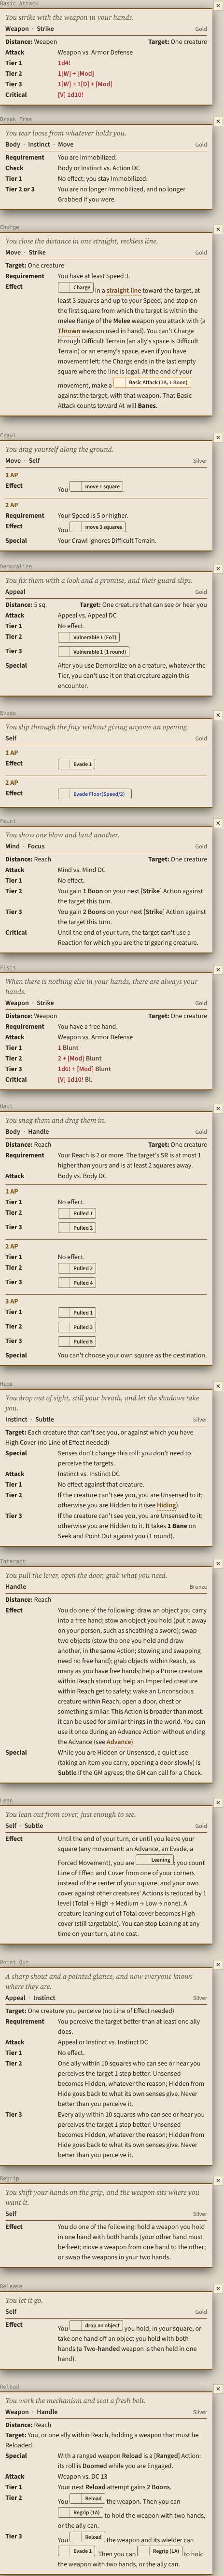 Basic Attack
×
You strike with the weapon in your hands.
Weapon · Strike Gold
Distance: Weapon Target: One creature
Attack Weapon vs. Armor Defense
Tier 1 1d4!
Tier 2 1[W] + [Mod]
Tier 3 1[W] + 1[D] + [Mod]
Critical [V] 1d10!
Break Free
×
You tear loose from whatever holds you.
Body · Instinct · Move Gold
Requirement You are Immobilized.
Check Body or Instinct vs. Action DC
Tier 1 No effect; you stay Immobilized.
Tier 2 or 3 You are no longer Immobilized, and no longer
Grabbed if you were.
Charge
×
You close the distance in one straight, reckless line.
Move · Strike Gold
Target: One creature
Requirement You have at least Speed 3.
Effect Charge in a straight line toward the target, at
least 3 squares and up to your Speed, and stop on
the first square from which the target is within the
melee Range of the Melee weapon you attack with (a
Thrown weapon used in hand). You can't Charge
through Difficult Terrain (an ally's space is Difficult
Terrain) or an enemy's space, even if you have
movement left: the Charge ends in the last empty
square where the line is legal. At the end of your
movement, make a Basic Attack (1A, 1 Boon)
against the target, with that weapon. That Basic
Attack counts toward At-will Banes.
Crawl
×
You drag yourself along the ground.
Move · Self Silver
1 AP
Effect You move 1 square
2 AP
Requirement Your Speed is 5 or higher.
Effect You move 3 squares
Special Your Crawl ignores Difficult Terrain.
Demoralize
×
You fix them with a look and a promise, and their guard slips.
Appeal Gold
Distance: 5 sq. Target: One creature that can see or hear you
Attack Appeal vs. Appeal DC
Tier 1 No effect.
Tier 2 Vulnerable 1 (EoT)
Tier 3 Vulnerable 1 (1 round)
Special After you use Demoralize on a creature, whatever the
Tier, you can't use it on that creature again this
encounter.
Evade
×
You slip through the fray without giving anyone an opening.
Self Gold
1 AP
Effect Evade 1
2 AP
Effect Evade Floor(Speed/2)
Feint
×
You show one blow and land another.
Mind · Focus Gold
Distance: Reach Target: One creature
Attack Mind vs. Mind DC
Tier 1 No effect.
Tier 2 You gain 1 Boon on your next [Strike] Action against
the target this turn.
Tier 3 You gain 2 Boons on your next [Strike] Action against
the target this turn.
Critical Until the end of your turn, the target can't use a
Reaction for which you are the triggering creature.
Fists
×
When there is nothing else in your hands, there are always your
hands.
Weapon · Strike Gold
Distance: Weapon Target: One creature
Requirement You have a free hand.
Attack Weapon vs. Armor Defense
Tier 1 1 Blunt
Tier 2 2 + [Mod] Blunt
Tier 3 1d6! + [Mod] Blunt
Critical [V] 1d10! Bl.
Haul
×
You snag them and drag them in.
Body · Handle Gold
Distance: Reach Target: One creature
Requirement Your Reach is 2 or more. The target's SR is at most 1
higher than yours and is at least 2 squares away.
Attack Body vs. Body DC
1 AP
Tier 1 No effect.
Tier 2 Pulled 1
Tier 3 Pulled 2
2 AP
Tier 1 No effect.
Tier 2 Pulled 2
Tier 3 Pulled 4
3 AP
Tier 1 Pulled 1
Tier 2 Pulled 3
Tier 3 Pulled 5
Special You can't choose your own square as the destination.
Hide
×
You drop out of sight, still your breath, and let the shadows take
you.
Instinct · Subtle Silver
Target: Each creature that can't see you, or against which you have
High Cover (no Line of Effect needed)
Special Senses don't change this roll: you don't need to
perceive the targets.
Attack Instinct vs. Instinct DC
Tier 1 No effect against that creature.
Tier 2 If the creature can't see you, you are Unsensed to it;
otherwise you are Hidden to it (see Hiding).
Tier 3 If the creature can't see you, you are Unsensed to it;
otherwise you are Hidden to it. It takes 1 Bane on
Seek and Point Out against you (1 round).
Interact
×
You pull the lever, open the door, grab what you need.
Handle Bronze
Distance: Reach
Effect You do one of the following: draw an object you carry
into a free hand; stow an object you hold (put it away
on your person, such as sheathing a sword); swap
two objects (stow the one you hold and draw
another, in the same Action; stowing and swapping
need no free hand); grab objects within Reach, as
many as you have free hands; help a Prone creature
within Reach stand up; help an Imperiled creature
within Reach get to safety; wake an Unconscious
creature within Reach; open a door, chest or
something similar. This Action is broader than most:
it can be used for similar things in the world. You can
use it once during an Advance Action without ending
the Advance (see Advance).
Special While you are Hidden or Unsensed, a quiet use
(taking an item, opening a door slowly) is
Subtle if the GM agrees; the GM can call for a Check.
Lean
×
You lean out from cover, just enough to see.
Self · Subtle Gold
Effect Until the end of your turn, or until you leave your
square (any movement: an Advance, an Evade, a
Forced Movement), you are Leaning : you count
Line of Effect and Cover from one of your corners
instead of the center of your square, and your own
cover against other creatures' Actions is reduced by 1
level (Total → High → Medium → Low → none). A
creature leaning out of Total cover becomes High
cover (still targetable). You can stop Leaning at any
time on your turn, at no cost.
Point Out
×
A sharp shout and a pointed glance, and now everyone knows
where they are.
Appeal · Instinct Silver
Target: One creature you perceive (no Line of Effect needed)
Requirement You perceive the target better than at least one ally
does.
Attack Appeal or Instinct vs. Instinct DC
Tier 1 No effect.
Tier 2 One ally within 10 squares who can see or hear you
perceives the target 1 step better: Unsensed
becomes Hidden, whatever the reason; Hidden from
Hide goes back to what its own senses give. Never
better than you perceive it.
Tier 3 Every ally within 10 squares who can see or hear you
perceives the target 1 step better: Unsensed
becomes Hidden, whatever the reason; Hidden from
Hide goes back to what its own senses give. Never
better than you perceive it.
Regrip
×
You shift your hands on the grip, and the weapon sits where you
want it.
Self Silver
Effect You do one of the following: hold a weapon you hold
in one hand with both hands (your other hand must
be free); move a weapon from one hand to the other;
or swap the weapons in your two hands.
Release
×
You let it go.
Self Gold
Effect You drop an object you hold, in your square, or
take one hand off an object you hold with both
hands (a Two-handed weapon is then held in one
hand).
Reload
×
You work the mechanism and seat a fresh bolt.
Weapon · Handle Silver
Distance: Reach
Target: You, or one ally within Reach, holding a weapon that must be
Reloaded
Special With a ranged weapon Reload is a [Ranged] Action:
its roll is Doomed while you are Engaged.
Attack Weapon vs. DC 13
Tier 1 Your next Reload attempt gains 2 Boons.
Tier 2 You Reload the weapon. Then you can
Regrip (1A) to hold the weapon with two hands,
or the ally can.
Tier 3 You Reload the weapon and its wielder can
Evade 1 . Then you can Regrip (1A) to hold
the weapon with two hands, or the ally can.